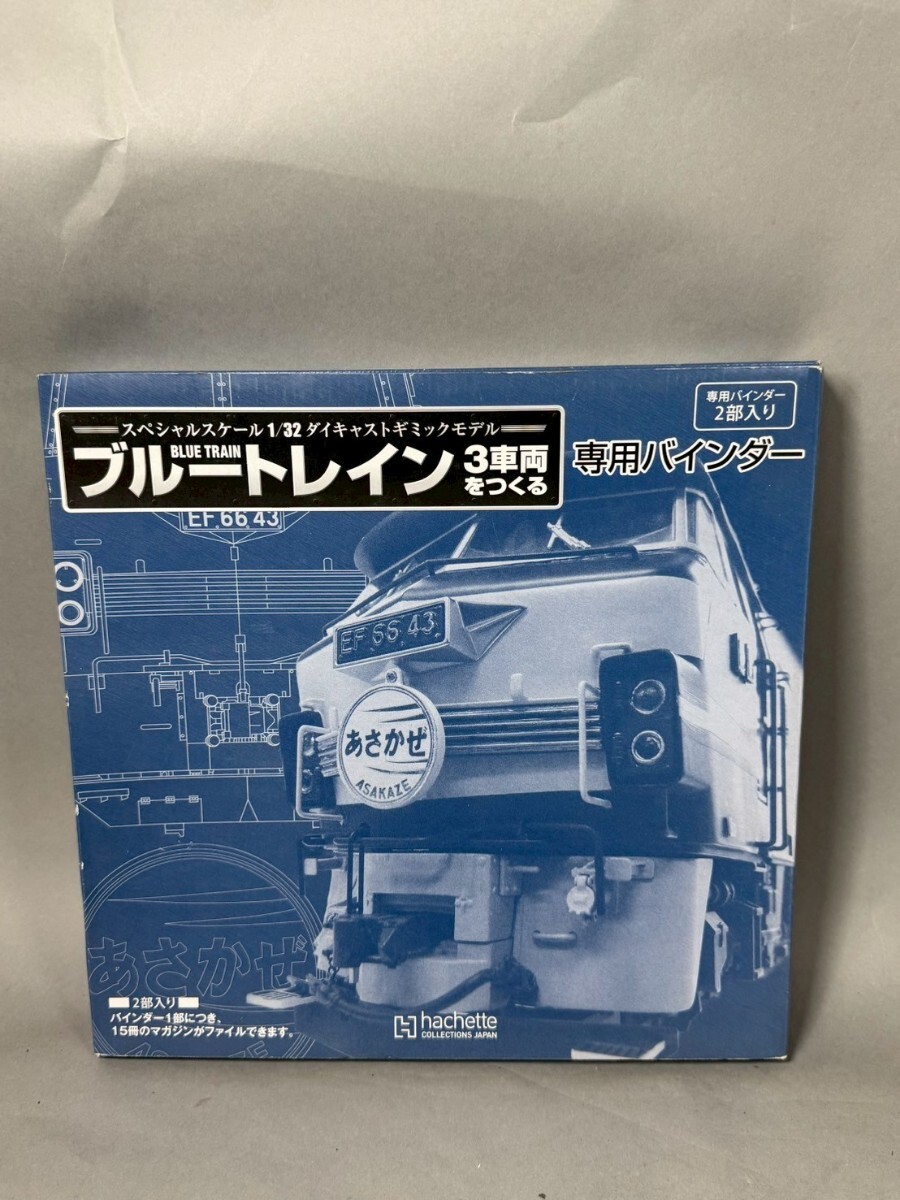 専用バインダー
2部入り
スペシャルスケール 1/32 ダイキャストギミックモデル
BLUE TRAIN
ブルートレイン 3車両をつくる
専用バインダー
EF 66 43
EF 66 43
あさかぜ
ASAKAZE
あさかぜ
2部入り
バインダー1部につき、
15冊のマガジンがファイルできます。
hachette
COLLECTIONS JAPAN